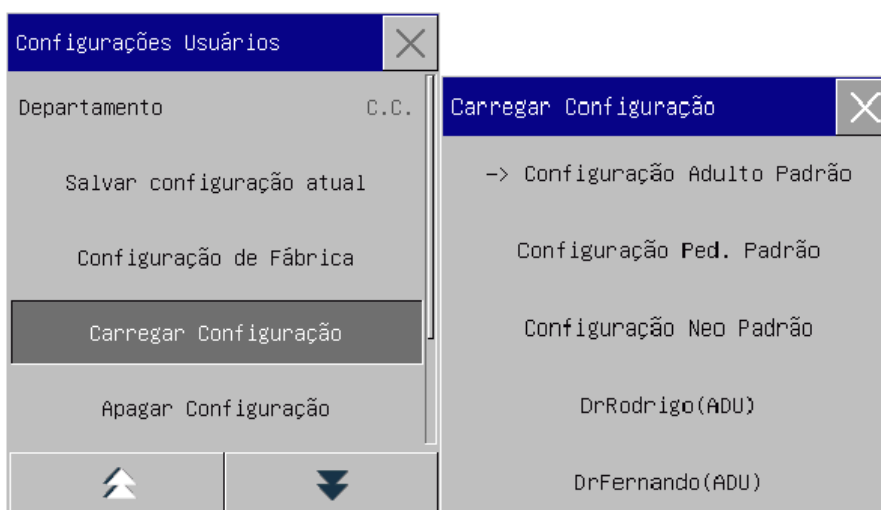 Configurações Usuários
Departamento C.C.
Salvar configuração atual
Configuração de Fábrica
Carregar Configuração
Apagar Configuração
Carregar Configuração
-> Configuração Adulto Padrão
Configuração Ped. Padrão
Configuração Neo Padrão
DrRodrigo(ADU)
DrFernando(ADU)